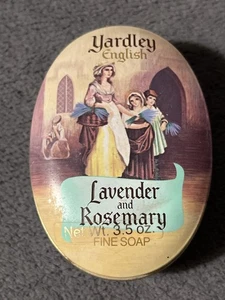 Yardley
English
Lavender
and
Rosemary
Net Wt. 3.5 oz.
FINE SOAP